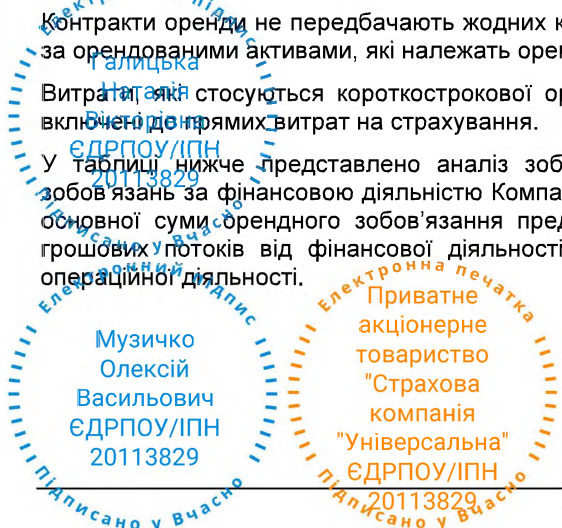 Контракти оренди не передбачають жодних к
за орендованими активами, які належать орен
Витрати, які стосуються короткострокової ор
включені до прямих витрат на страхування.
У таблиці нижче представлено аналіз зоб
зобов'язань за фінансовою діяльністю Компа
основної суми орендного зобов'язання пред
грошових потоків від фінансової діяльності
операційної діяльності.
підпис
Галицька
Наталія
Вікторівна
ЄДРПОУ/ІПН
20113829
Підписано у Вчасно
Електронний підпис
Музичко
Олексій
Васильович
ЄДРПОУ/ІПН
20113829
Підписано у Вчасно
Електронна печатка
Приватне
акціонерне
товариство
"Страхова
компанія
"Універсальна"
ЄДРПОУ/ІПН
20113829
Підписано у Вчасно